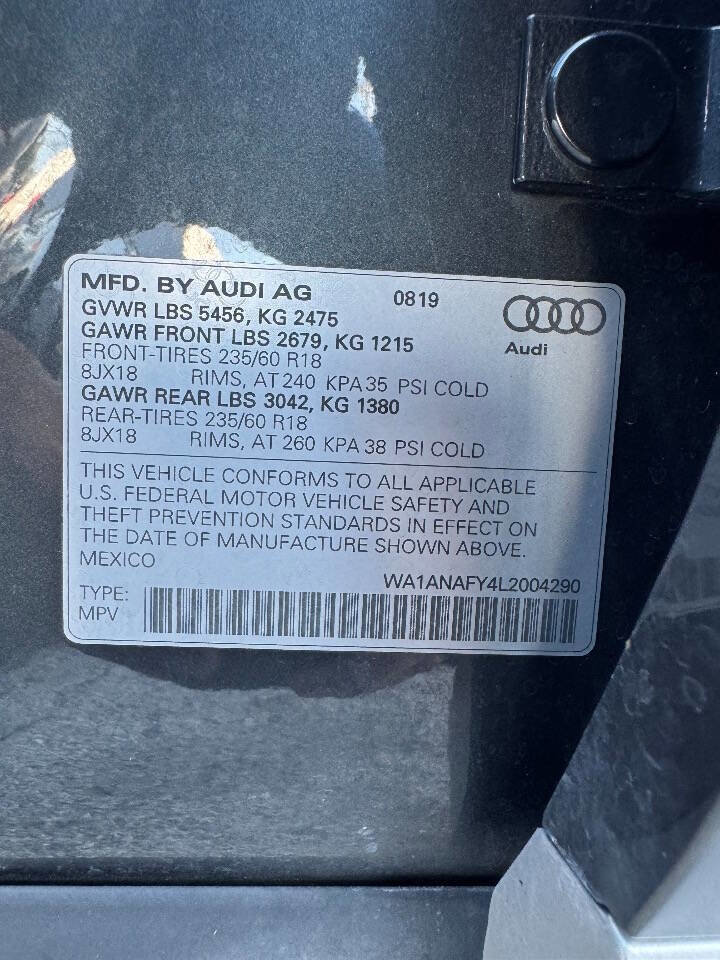 MFD. BY AUDI AG 0819
GVWR LBS 5456, KG 2475
GAWR FRONT LBS 2679, KG 1215
Audi
FRONT-TIRES 235/60 R18
8JX18 RIMS, AT 240 KPA 35 PSI COLD
GAWR REAR LBS 3042, KG 1380
REAR-TIRES 235/60 R18
8JX18 RIMS, AT 260 KPA 38 PSI COLD
THIS VEHICLE CONFORMS TO ALL APPLICABLE
U.S. FEDERAL MOTOR VEHICLE SAFETY AND
THEFT PREVENTION STANDARDS IN EFFECT ON
THE DATE OF MANUFACTURE SHOWN ABOVE.
MEXICO
WA1ANAFY4L2004290
TYPE:
MPV